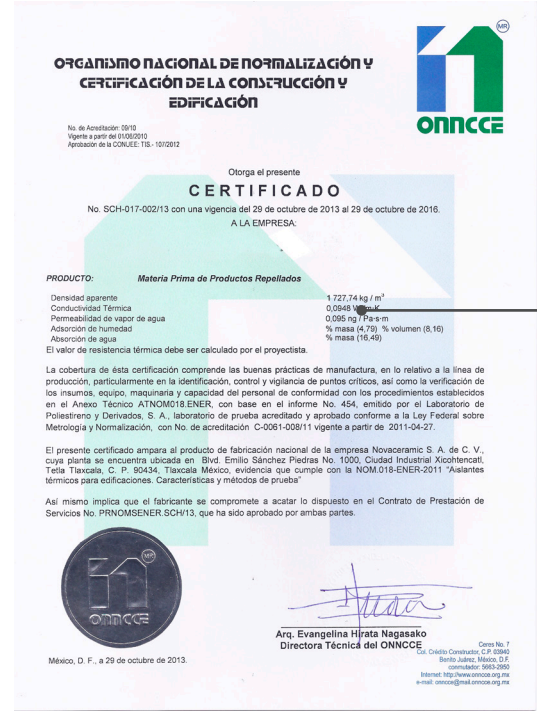 ORGANISMO NACIONAL DE NORMALIZACIÓN Y
CERTIFICACIÓN DE LA CONSTRUCCIÓN Y
EDIFICACIÓN
MR
ONNCCE
No. de Acreditación: 09/10
Vigente a partir del 01/06/2010
Aprobación de la CONUEE: TIS.- 107/2012
Otorga el presente
CERTIFICADO
No. SCH-017-002/13 con una vigencia del 29 de octubre de 2013 al 29 de octubre de 2016.
A LA EMPRESA:
PRODUCTO: Materia Prima de Productos Repellados
Densidad aparente 1 727,74 kg / m³
Conductividad Térmica 0,0948
Permeabilidad de vapor de agua 0,095 ng / Pa·s·m
Adsorción de humedad % masa (4,79) % volumen (8,16)
Absorción de agua % masa (16,49)
El valor de resistencia térmica debe ser calculado por el proyectista.
La cobertura de ésta certificación comprende las buenas prácticas de manufactura, en lo relativo a la línea de
producción, particularmente en la identificación, control y vigilancia de puntos críticos, así como la verificación de
los insumos, equipo, maquinaria y capacidad del personal de conformidad con los procedimientos establecidos
en el Anexo Técnico ATNOM018.ENER, con base en el informe No. 454, emitido por el Laboratorio de
Poliestireno y Derivados, S. A., laboratorio de prueba acreditado y aprobado conforme a la Ley Federal sobre
Metrología y Normalización, con No. de acreditación C-0061-008/11 vigente a partir de 2011-04-27.
El presente certificado ampara al producto de fabricación nacional de la empresa Novaceramic S. A. de C. V.,
cuya planta se encuentra ubicada en Blvd. Emilio Sánchez Piedras No. 1000, Ciudad Industrial Xicohtencatl,
Tetla Tlaxcala, C. P. 90434, Tlaxcala México, evidencia que cumple con la NOM.018-ENER-2011 "Aislantes
térmicos para edificaciones. Características y métodos de prueba"
Así mismo implica que el fabricante se compromete a acatar lo dispuesto en el Contrato de Prestación de
Servicios No. PRNOMSENER.SCH/13, que ha sido aprobado por ambas partes.
MR
ONNCCE
Arq. Evangelina Hirata Nagasako
Directora Técnica del ONNCCE
México, D. F., a 29 de octubre de 2013.
Ceres No. 7
Col. Crédito Constructor, C.P. 03940
Benito Juárez, México, D.F.
conmutador: 5663-2950
Internet: http://www.onncce.org.mx
e-mail: onncce@mail.onncce.org.mx